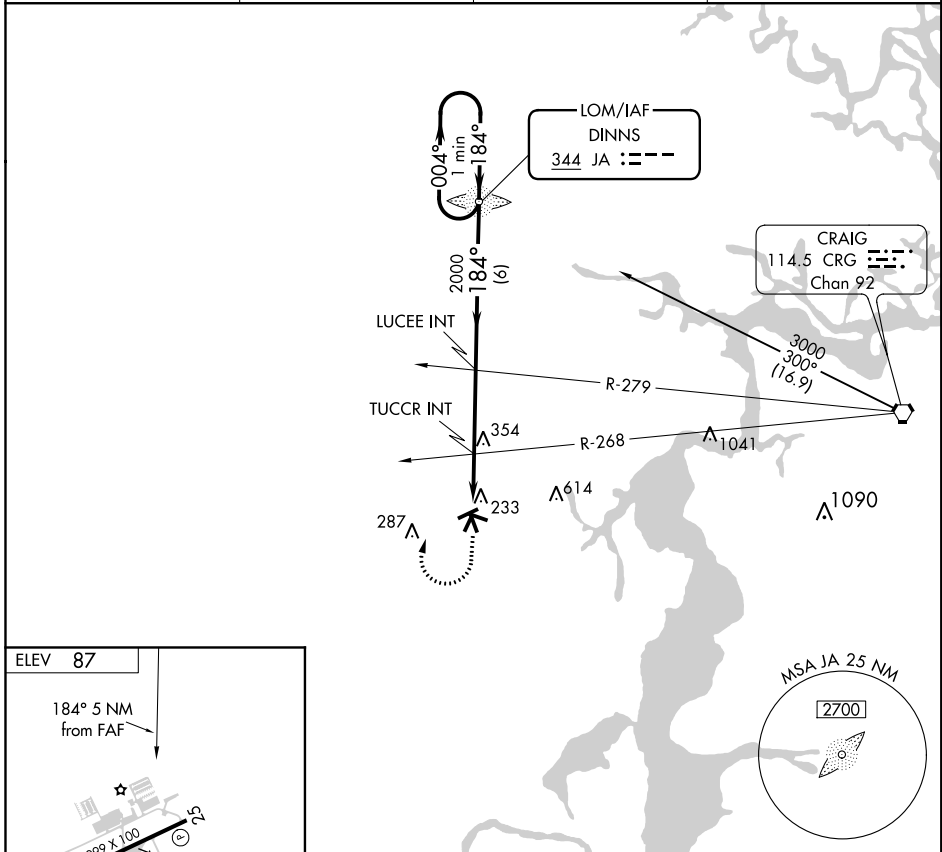 LOM/IAF
DINNS
344 JA
004°
1 min
184°
CRAIG
114.5 CRG
Chan 92
2000
184°
(6)
LUCEE INT
3000
300°
(16.9)
R-279
TUCCR INT
354
R-268
1041
614
233
287
1090
ELEV 87
184° 5 NM
from FAF
MSA JA 25 NM
2700
25
P
X 100